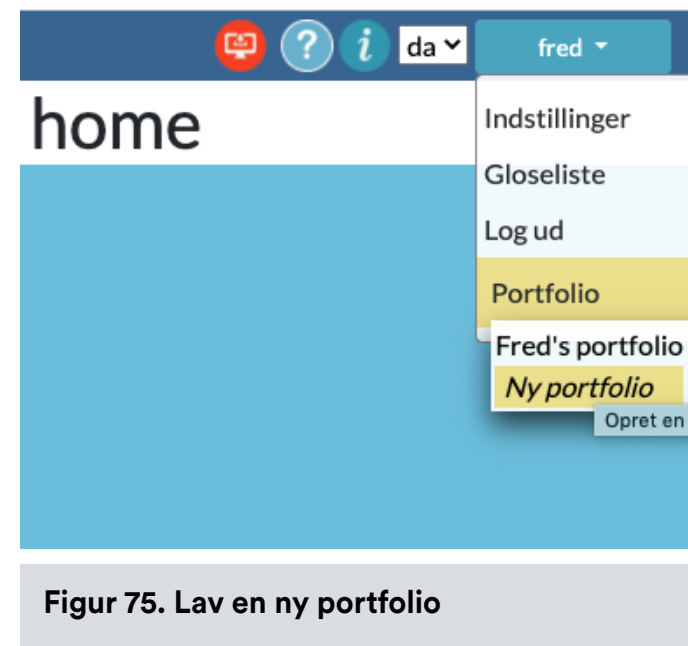 ? i da fred
home
Indstillinger
Gloseliste
Log ud
Portfolio
Fred's portfolio
Ny portfolio
Opret en
Figur 75. Lav en ny portfolio